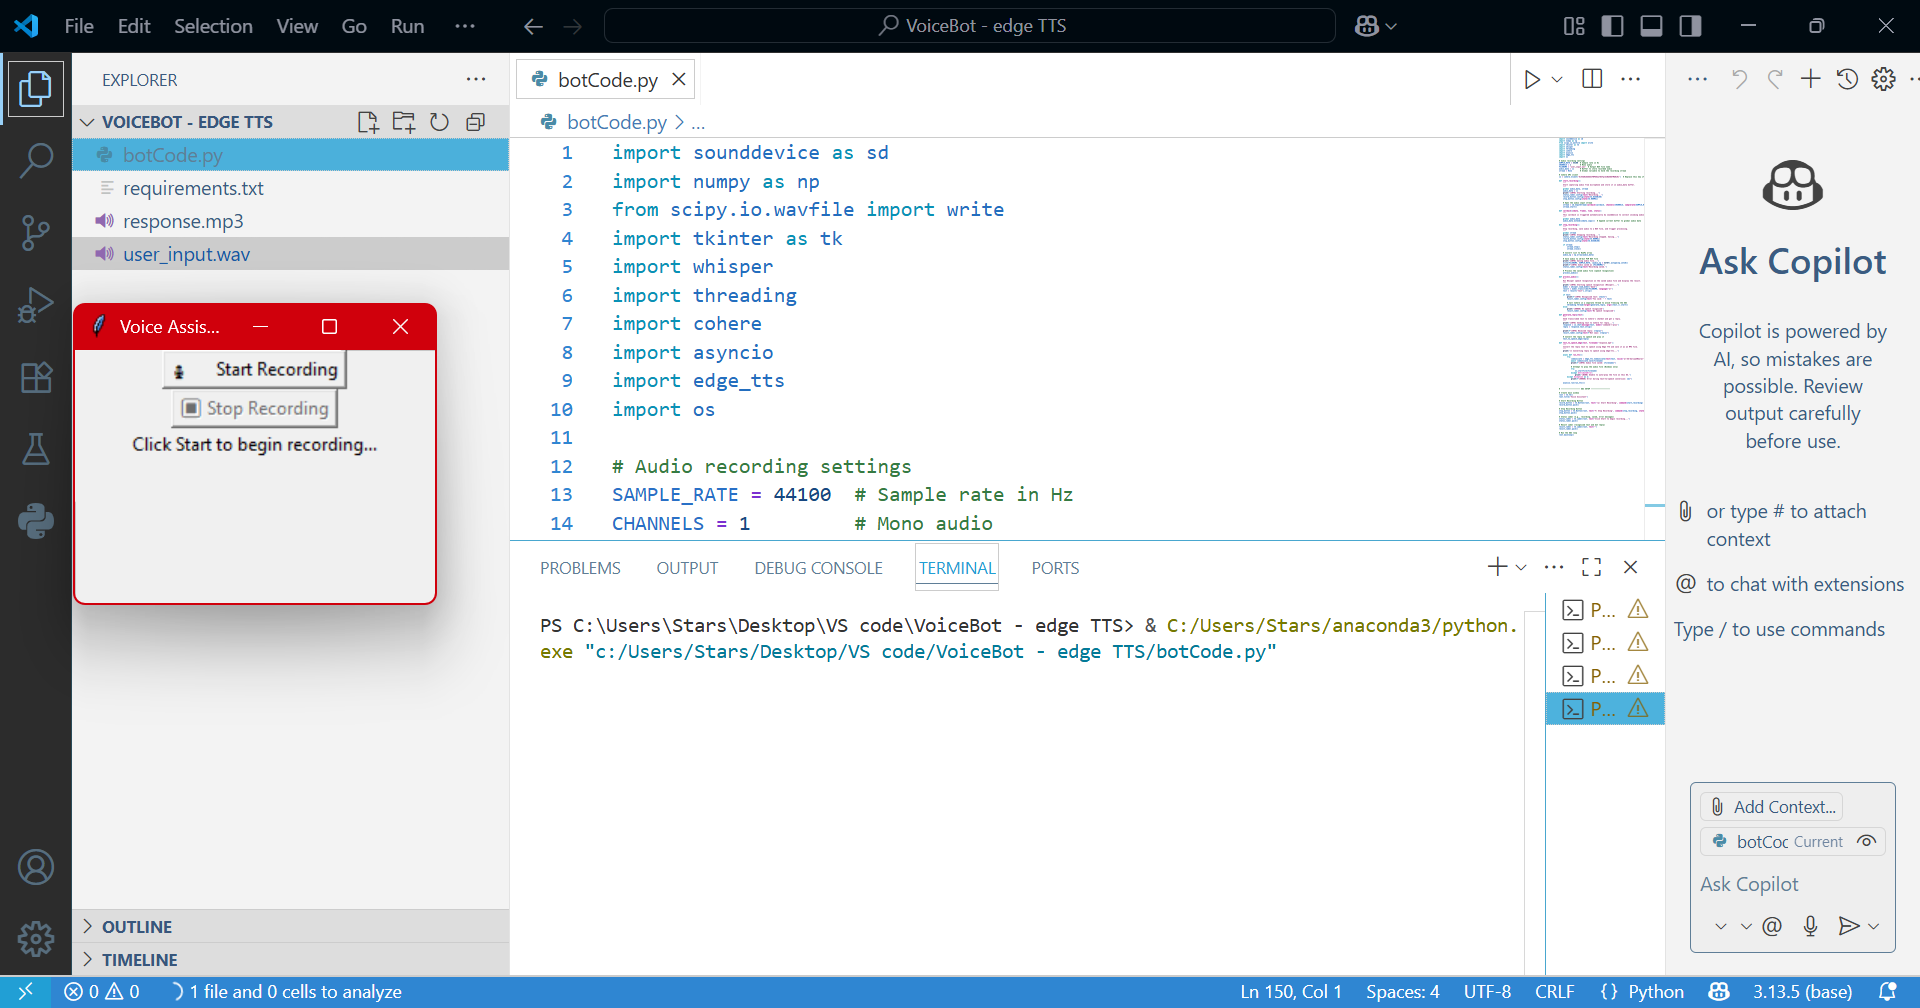 File Edit Selection View Go Run ...
VoiceBot - edge TTS
EXPLORER
VOICEBOT - EDGE TTS
botCode.py
requirements.txt
response.mp3
user_input.wav
Voice Assis...
Start Recording
Stop Recording
Click Start to begin recording...
OUTLINE
TIMELINE
botCode.py
botCode.py > ...
1 import sounddevice as sd
2 import numpy as np
3 from scipy.io.wavfile import write
4 import tkinter as tk
5 import whisper
6 import threading
7 import cohere
8 import asyncio
9 import edge_tts
10 import os
11
12 # Audio recording settings
13 SAMPLE_RATE = 44100 # Sample rate in Hz
14 CHANNELS = 1 # Mono audio
PROBLEMS OUTPUT DEBUG CONSOLE TERMINAL PORTS
PS C:\Users\Stars\Desktop\VS code\VoiceBot - edge TTS> & C:/Users/Stars/anaconda3/python.
exe "c:/Users/Stars/Desktop/VS code/VoiceBot - edge TTS/botCode.py"
P...
P...
P...
P...
Ask Copilot
Copilot is powered by
AI, so mistakes are
possible. Review
output carefully
before use.
or type # to attach
context
@ to chat with extensions
Type / to use commands
Add Context...
botCoc Current
Ask Copilot
0 0 1 file and 0 cells to analyze
Ln 150, Col 1 Spaces: 4 UTF-8 CRLF {} Python 3.13.5 (base)